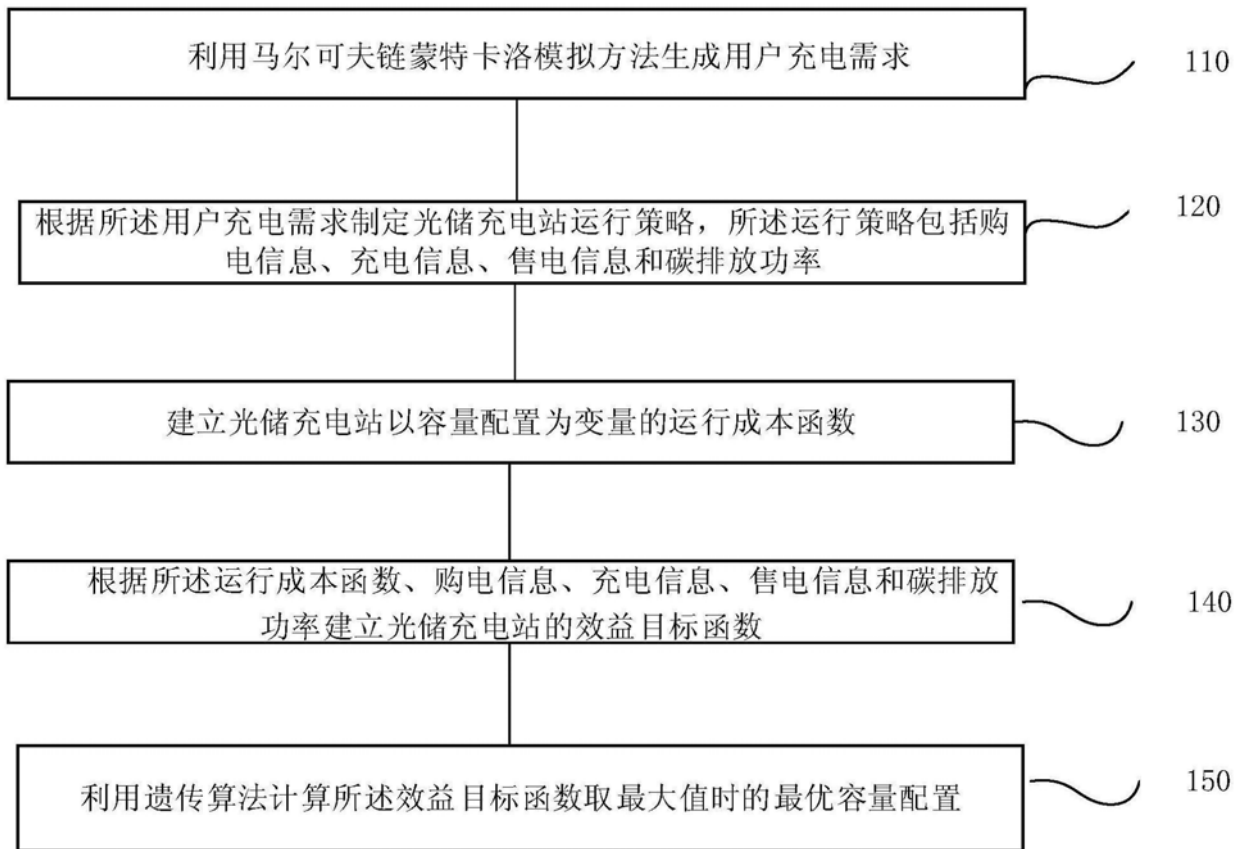 利用马尔可夫链蒙特卡洛模拟方法生成用户充电需求
110
根据所述用户充电需求制定光储充电站运行策略，所述运行策略包括购
电信息、充电信息、售电信息和碳排放功率
120
建立光储充电站以容量配置为变量的运行成本函数
130
根据所述运行成本函数、购电信息、充电信息、售电信息和碳排放
功率建立光储充电站的效益目标函数
140
利用遗传算法计算所述效益目标函数取最大值时的最优容量配置
150